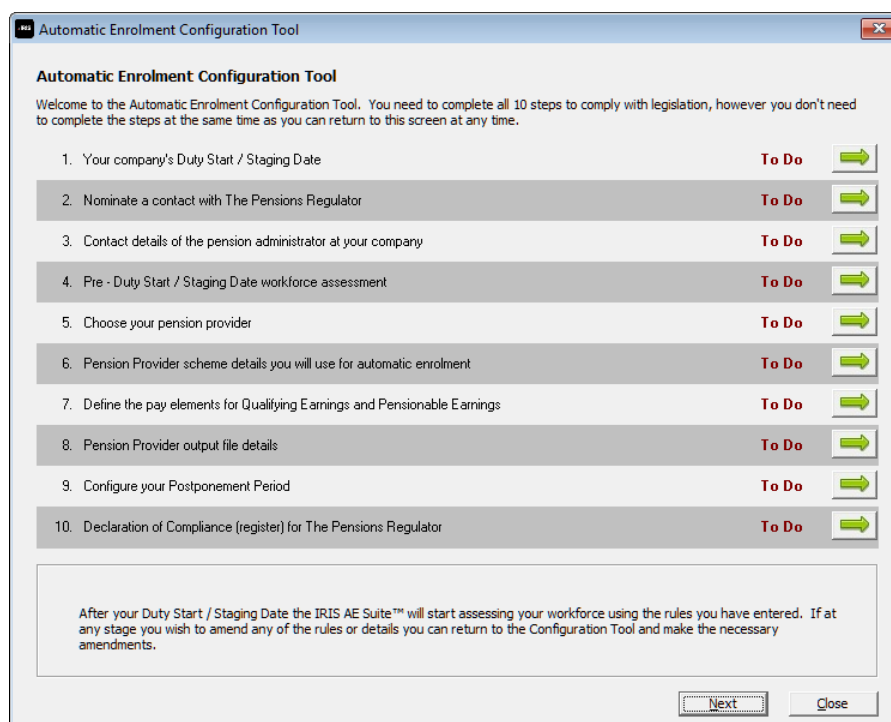 IRIS Automatic Enrolment Configuration Tool
Automatic Enrolment Configuration Tool
Welcome to the Automatic Enrolment Configuration Tool. You need to complete all 10 steps to comply with legislation, however you don't need
to complete the steps at the same time as you can return to this screen at any time.
1. Your company's Duty Start / Staging Date To Do
2. Nominate a contact with The Pensions Regulator To Do
3. Contact details of the pension administrator at your company To Do
4. Pre - Duty Start / Staging Date workforce assessment To Do
5. Choose your pension provider To Do
6. Pension Provider scheme details you will use for automatic enrolment To Do
7. Define the pay elements for Qualifying Earnings and Pensionable Earnings To Do
8. Pension Provider output file details To Do
9. Configure your Postponement Period To Do
10. Declaration of Compliance (register) for The Pensions Regulator To Do
After your Duty Start / Staging Date the IRIS AE Suite™ will start assessing your workforce using the rules you have entered. If at
any stage you wish to amend any of the rules or details you can return to the Configuration Tool and make the necessary
amendments.
Next Close